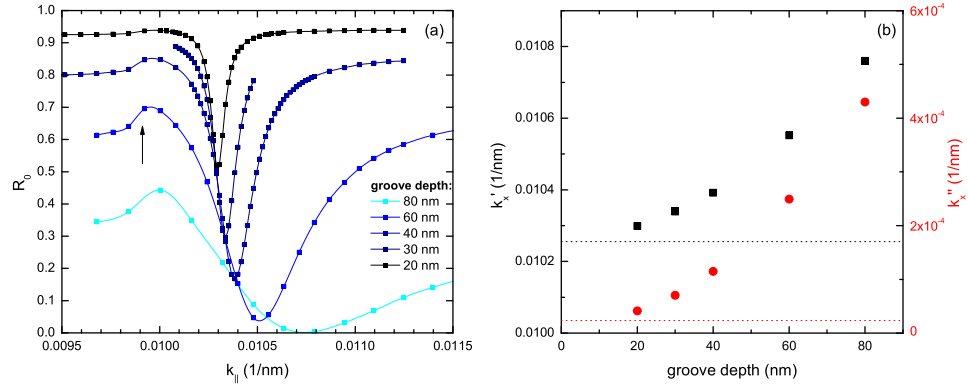 (a)
1.0
0.9
0.8
0.7
0.6
0.5
0.4
0.3
0.2
0.1
0.0
R₀
groove depth:
80 nm
60 nm
40 nm
30 nm
20 nm
0.0095 0.0100 0.0105 0.0110 0.0115
k|| (1/nm)
(b)
0.0108
0.0106
0.0104
0.0102
0.0100
kₓ' (1/nm)
6x10⁻⁴
4x10⁻⁴
2x10⁻⁴
0
kₓ'' (1/nm)
0 20 40 60 80
groove depth (nm)